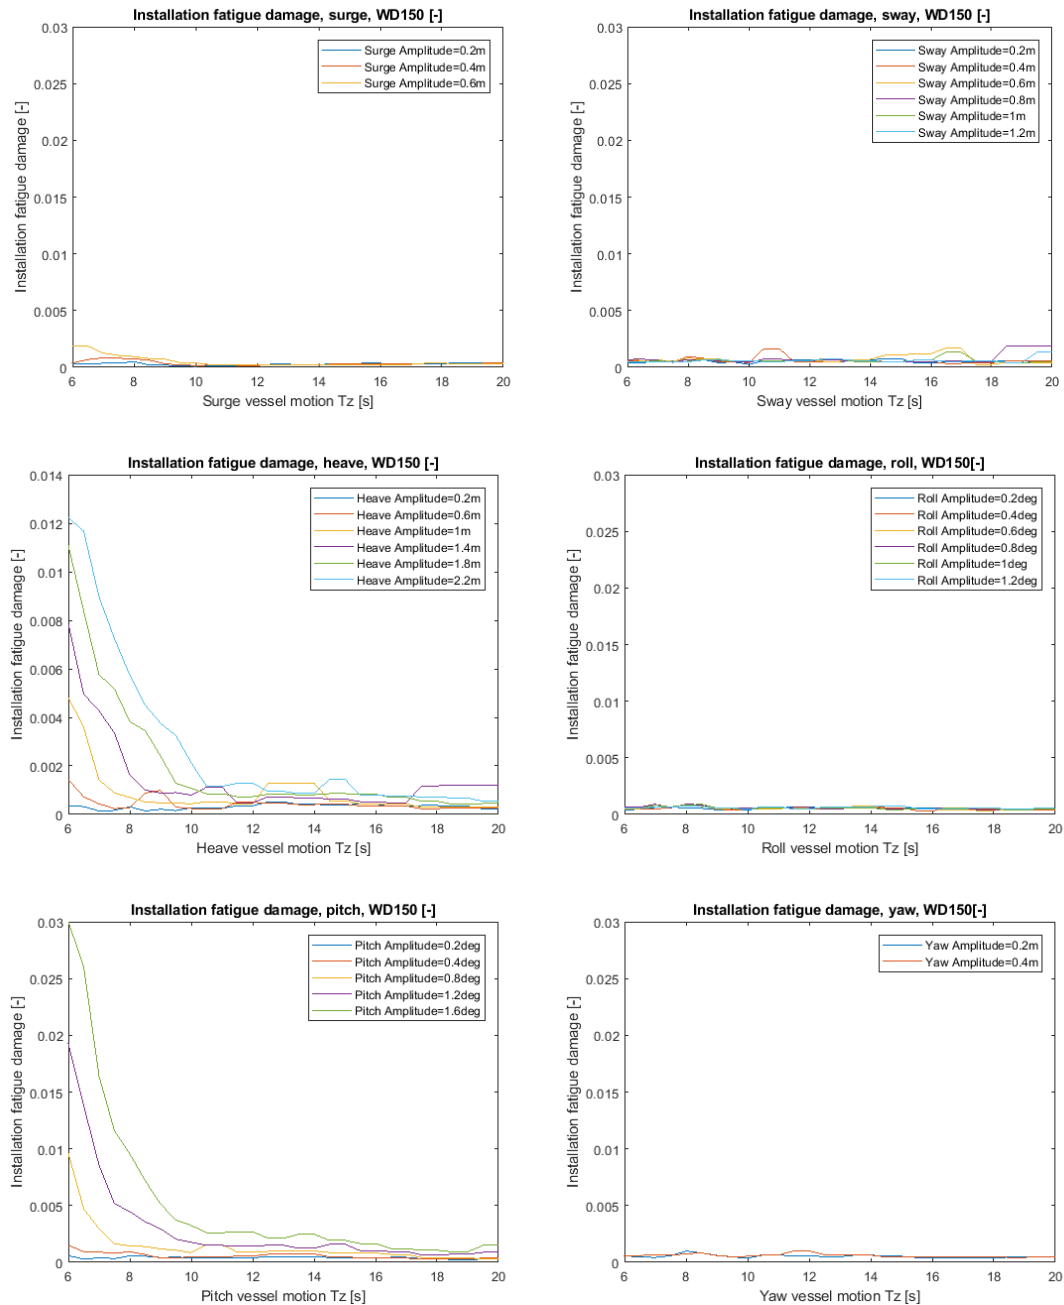 Installation fatigue damage, surge, WD150 [-]
Installation fatigue damage [-]
0.03
0.025
0.02
0.015
0.01
0.005
0
Surge Amplitude=0.2m
Surge Amplitude=0.4m
Surge Amplitude=0.6m
6 8 10 12 14 16 18 20
Surge vessel motion Tz [s]
Installation fatigue damage, sway, WD150 [-]
Installation fatigue damage [-]
0.03
0.025
0.02
0.015
0.01
0.005
0
Sway Amplitude=0.2m
Sway Amplitude=0.4m
Sway Amplitude=0.6m
Sway Amplitude=0.8m
Sway Amplitude=1m
Sway Amplitude=1.2m
6 8 10 12 14 16 18 20
Sway vessel motion Tz [s]
Installation fatigue damage, heave, WD150 [-]
Installation fatigue damage [-]
0.014
0.012
0.01
0.008
0.006
0.004
0.002
0
Heave Amplitude=0.2m
Heave Amplitude=0.6m
Heave Amplitude=1m
Heave Amplitude=1.4m
Heave Amplitude=1.8m
Heave Amplitude=2.2m
6 8 10 12 14 16 18 20
Heave vessel motion Tz [s]
Installation fatigue damage, roll, WD150[-]
Installation fatigue damage [-]
0.03
0.025
0.02
0.015
0.01
0.005
0
Roll Amplitude=0.2deg
Roll Amplitude=0.4deg
Roll Amplitude=0.6deg
Roll Amplitude=0.8deg
Roll Amplitude=1deg
Roll Amplitude=1.2deg
6 8 10 12 14 16 18 20
Roll vessel motion Tz [s]
Installation fatigue damage, pitch, WD150 [-]
Installation fatigue damage [-]
0.03
0.025
0.02
0.015
0.01
0.005
0
Pitch Amplitude=0.2deg
Pitch Amplitude=0.4deg
Pitch Amplitude=0.8deg
Pitch Amplitude=1.2deg
Pitch Amplitude=1.6deg
6 8 10 12 14 16 18 20
Pitch vessel motion Tz [s]
Installation fatigue damage, yaw, WD150[-]
Installation fatigue damage [-]
0.03
0.025
0.02
0.015
0.01
0.005
0
Yaw Amplitude=0.2m
Yaw Amplitude=0.4m
6 8 10 12 14 16 18 20
Yaw vessel motion Tz [s]